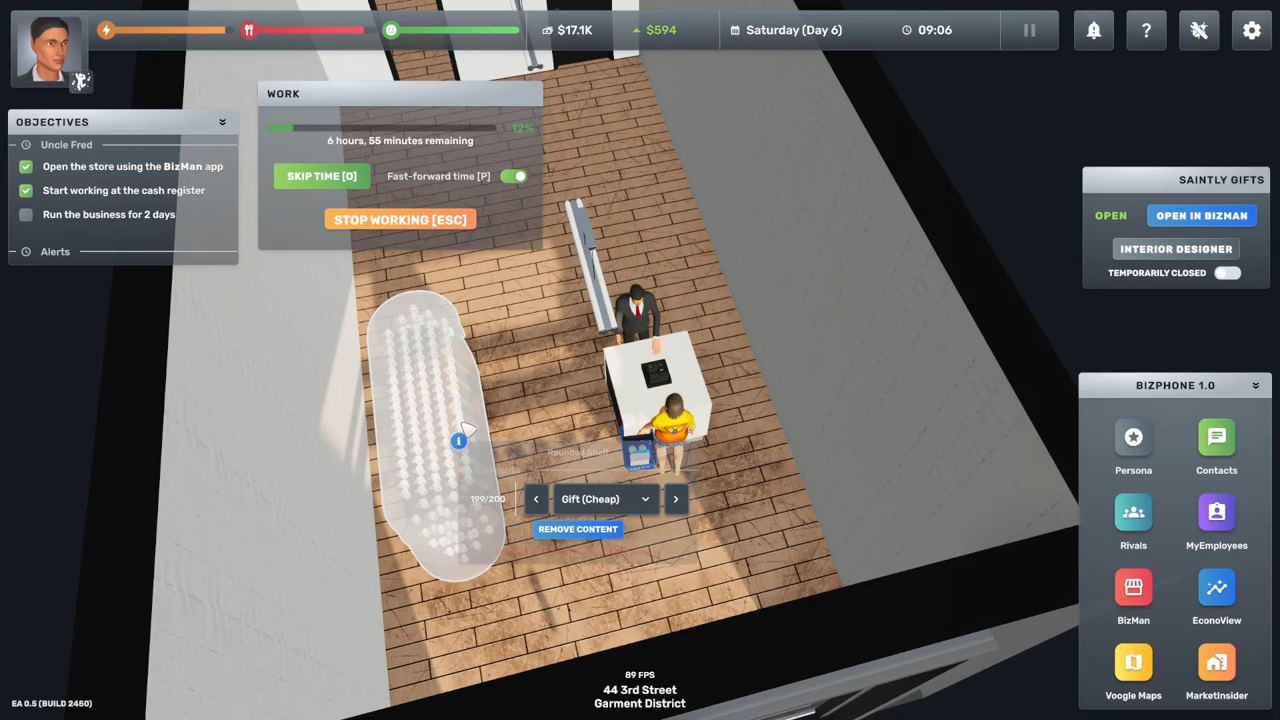 $17.1K
$594
Saturday (Day 6)
09:06
?
OBJECTIVES
Uncle Fred
Open the store using the BizMan app
Start working at the cash register
Run the business for 2 days
Alerts
WORK
12%
6 hours, 55 minutes remaining
SKIP TIME [O]
Fast-forward time [P]
STOP WORKING [ESC]
SAINTLY GIFTS
OPEN
OPEN IN BIZMAN
INTERIOR DESIGNER
TEMPORARILY CLOSED
i
Rounded Shelf
199/200
<
Gift (Cheap)
>
REMOVE CONTENT
BIZPHONE 1.0
Persona
Contacts
Rivals
MyEmployees
BizMan
EconoView
Voogle Maps
MarketInsider
89 FPS
44 3rd Street
Garment District
EA 0.5 (BUILD 2450)